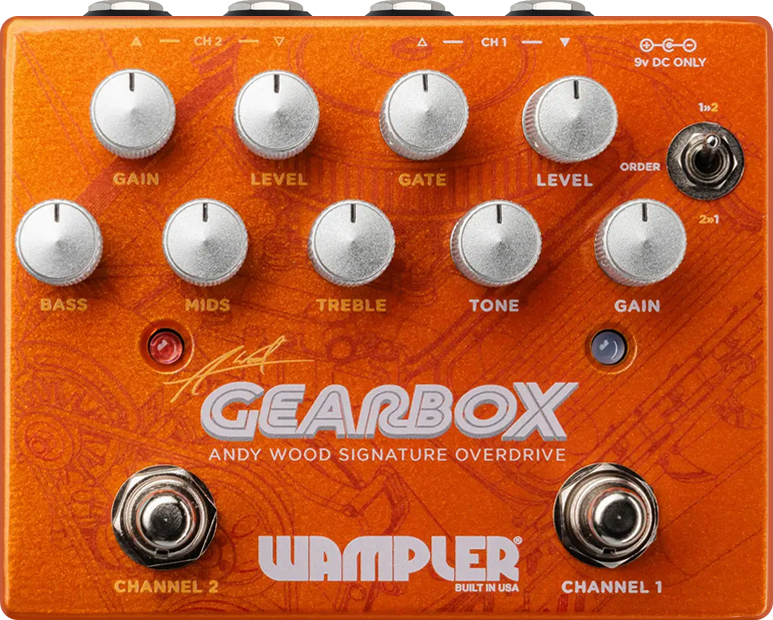 CH 2
CH 1
9v DC ONLY
1»2
GAIN
LEVEL
GATE
LEVEL
ORDER
2»1
BASS
MIDS
TREBLE
TONE
GAIN
GEARBOX
ANDY WOOD SIGNATURE OVERDRIVE
WAMPLER®
BUILT IN USA
CHANNEL 2
CHANNEL 1